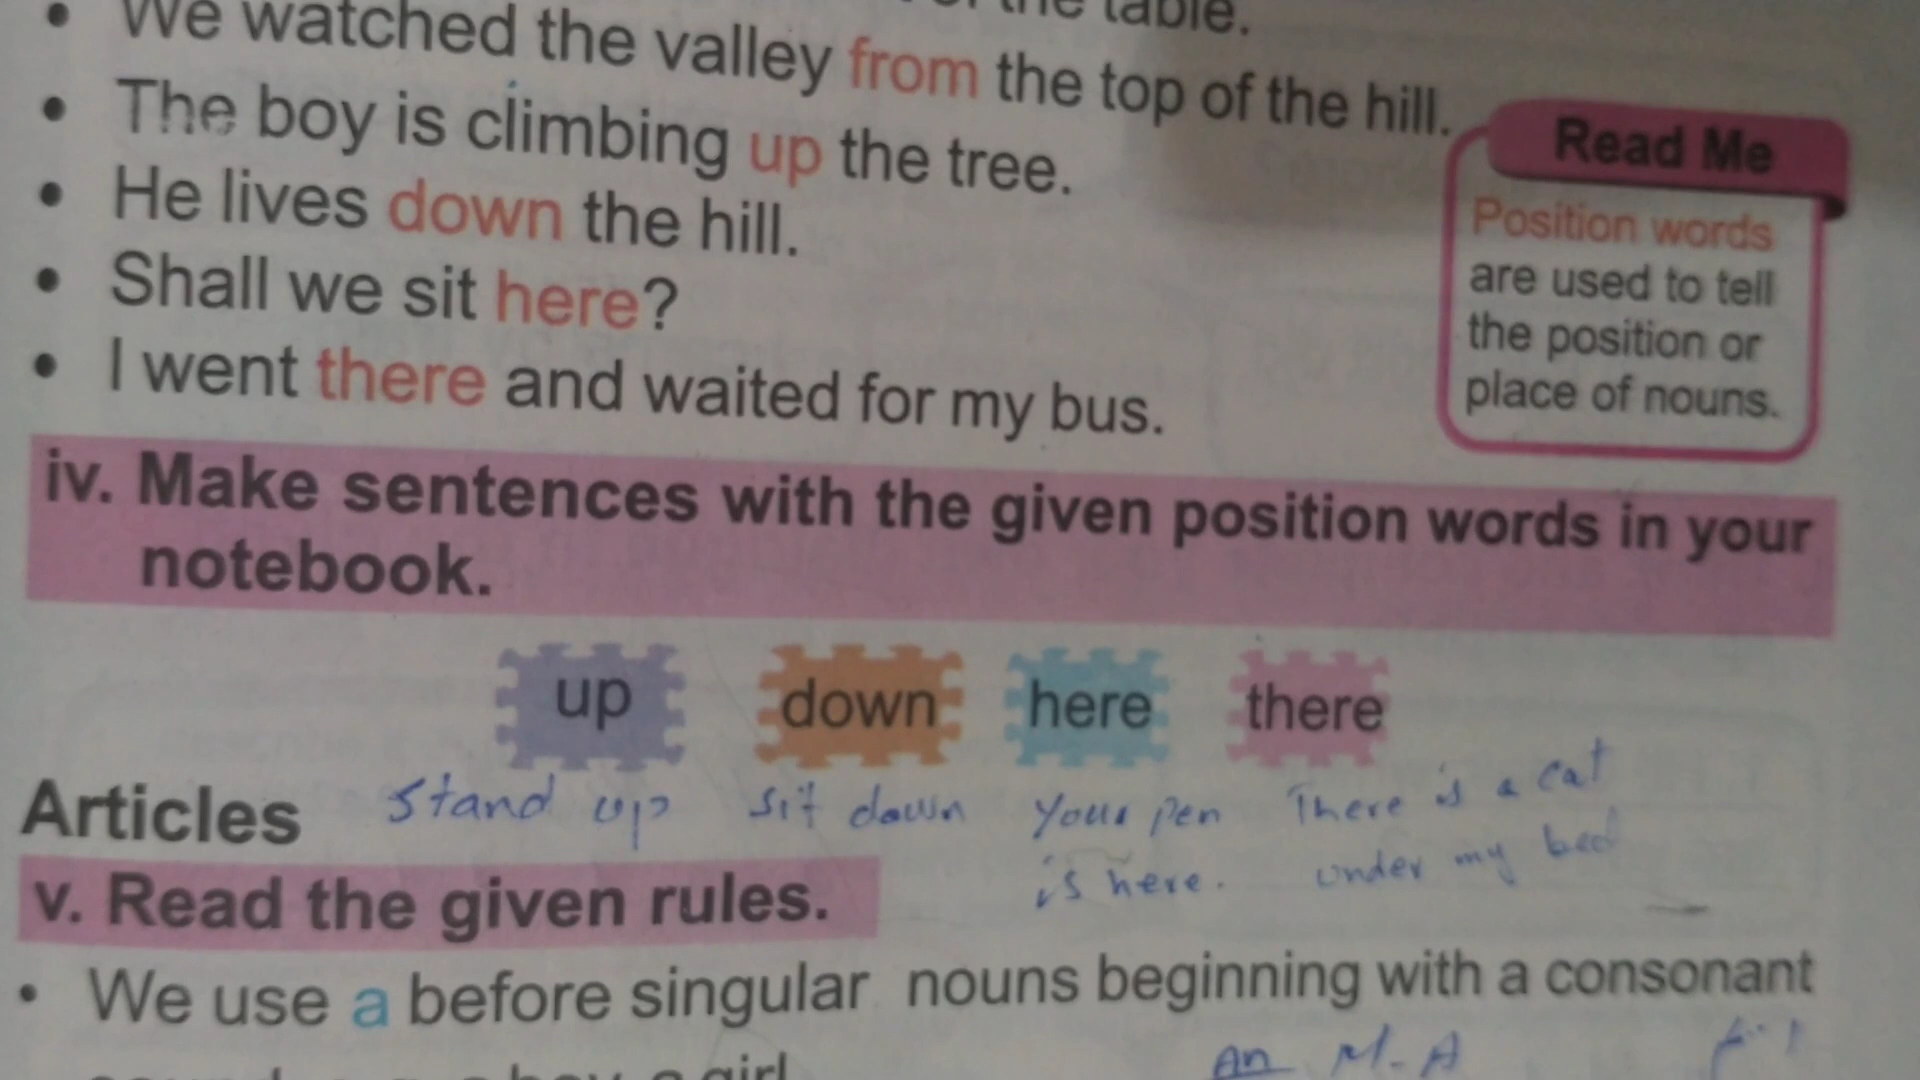 the table.
• We watched the valley from the top of the hill.
• The boy is climbing up the tree.
• He lives down the hill.
• Shall we sit here?
• I went there and waited for my bus.
Read Me
Position words
are used to tell
the position or
place of nouns.
iv. Make sentences with the given position words in your
notebook.
up down here there
Stand up sit down Your pen There is a cat
is here. under my bed
Articles
v. Read the given rules.
• We use a before singular nouns beginning with a consonant
An M.A
girl